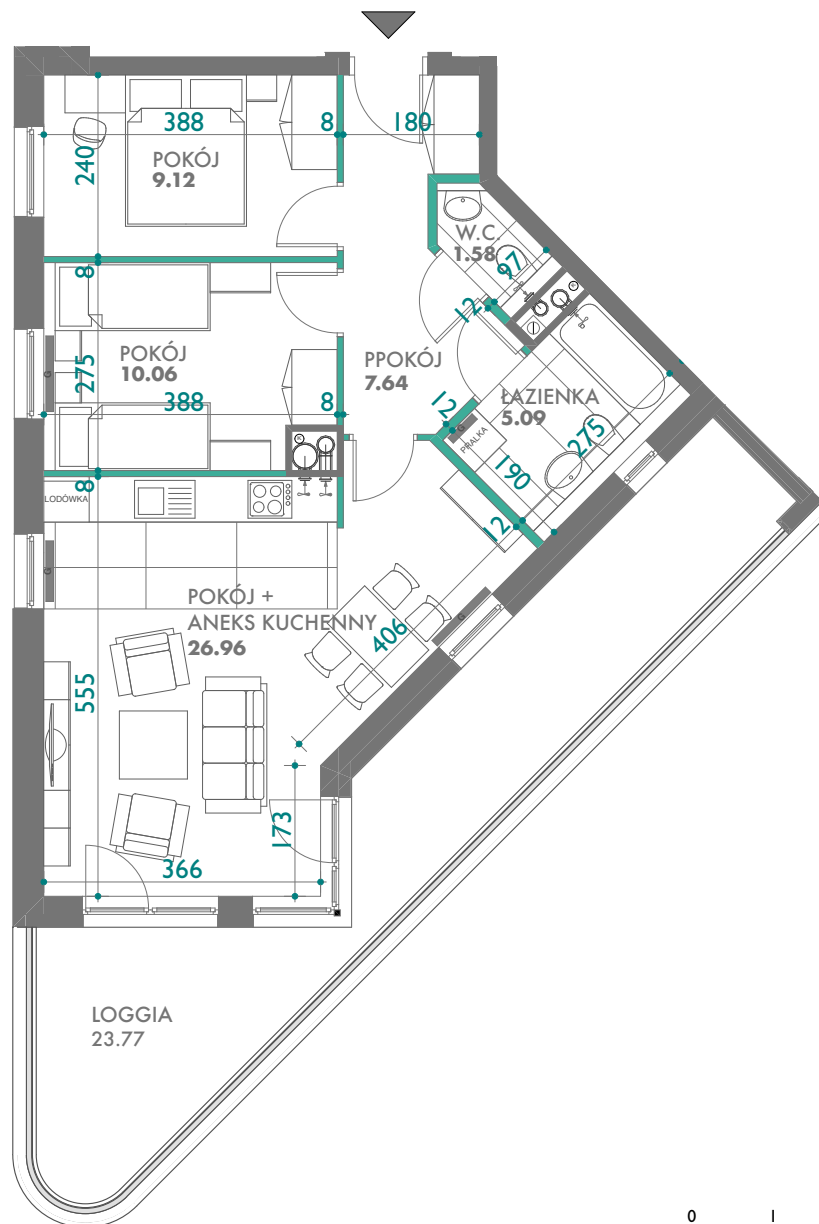 388
8
180
240
POKÓJ
9.12
W.C.
1.58
97
8
12
K
POKÓJ
10.06
275
388
8
G
PPOKÓJ
7.64
ŁAZIENKA
5.09
12
G
PRALKA
275
190
K
8
LODÓWKA
12
G
POKÓJ +
ANEKS KUCHENNY
26.96
G
406
555
173
366
LOGGIA
23.77
0 1